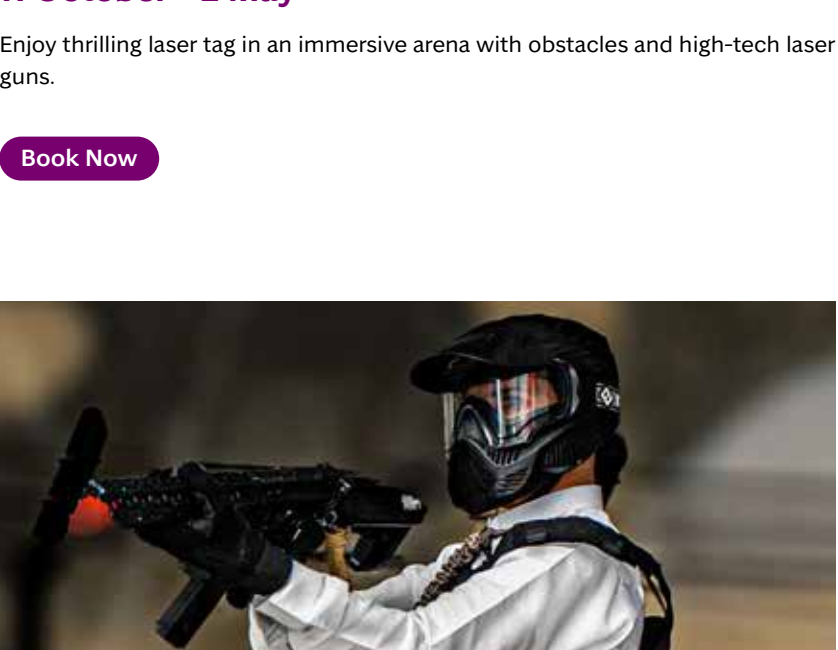 Enjoy thrilling laser tag in an immersive arena with obstacles and high-tech laser
guns.
Book Now